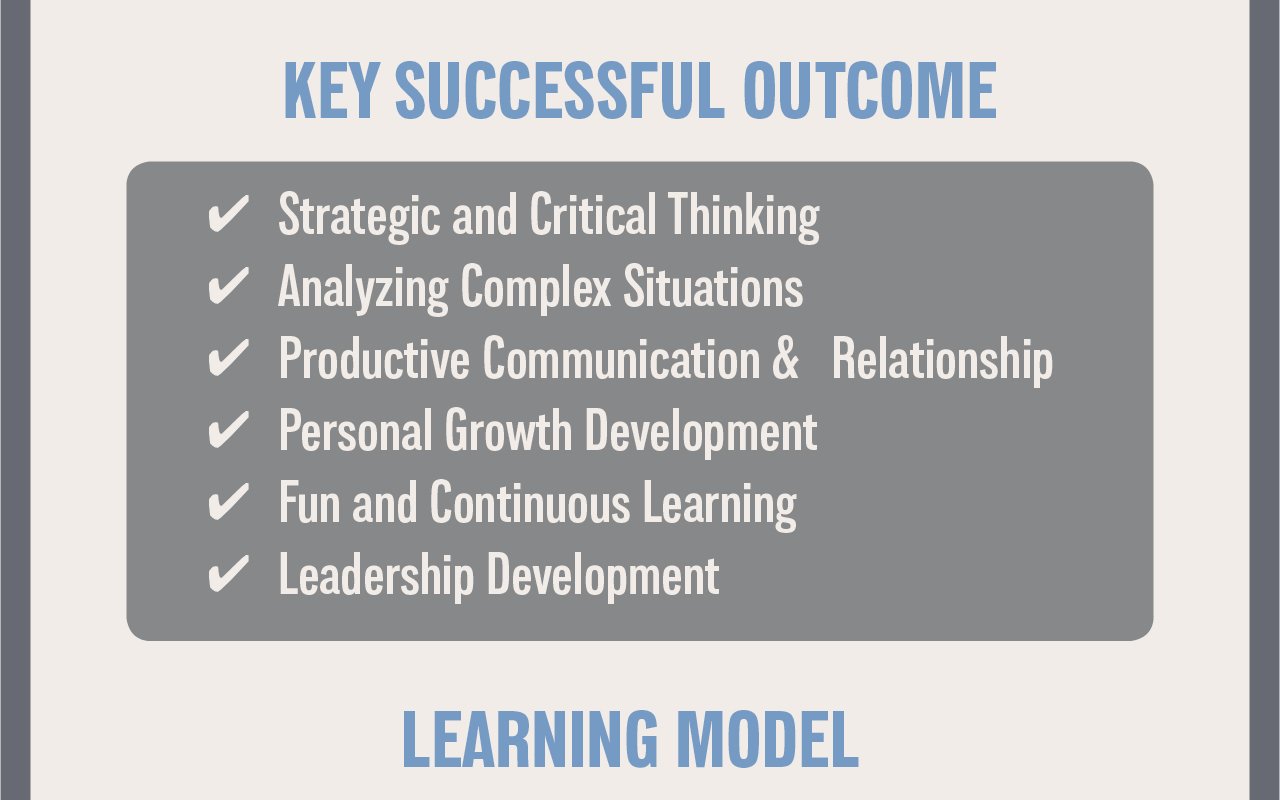 KEY SUCCESSFUL OUTCOME
✔ Strategic and Critical Thinking
✔ Analyzing Complex Situations
✔ Productive Communication & Relationship
✔ Personal Growth Development
✔ Fun and Continuous Learning
✔ Leadership Development
LEARNING MODEL